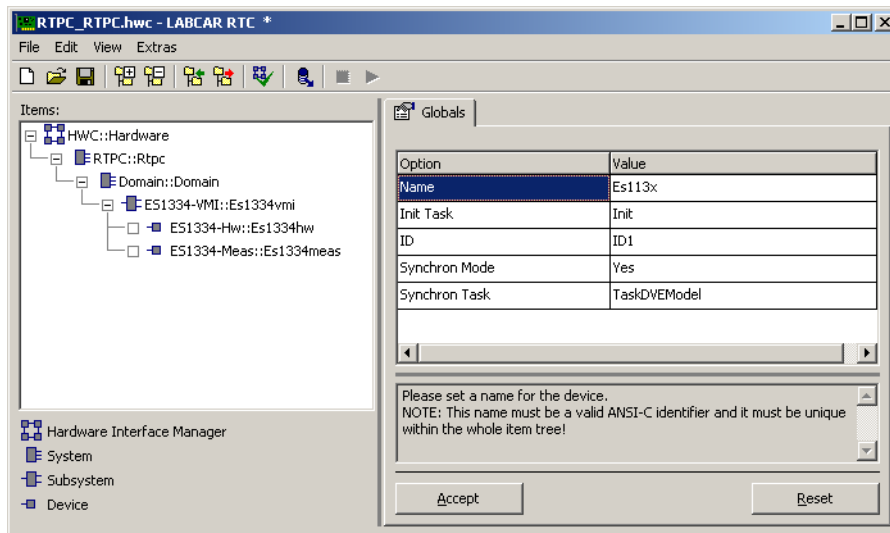 RTPC_RTPC.hwc - LABCAR RTC *
File Edit View Extras
Items:
HWC::Hardware
RTPC::Rtpc
Domain::Domain
ES1334-VMI::Es1334vmi
ES1334-Hw::Es1334hw
ES1334-Meas::Es1334meas
Hardware Interface Manager
System
Subsystem
Device
Globals
Option Value
Name Es113x
Init Task Init
ID ID1
Synchron Mode Yes
Synchron Task TaskDVEModel
Please set a name for the device.
NOTE: This name must be a valid ANSI-C identifier and it must be unique
within the whole item tree!
Accept Reset